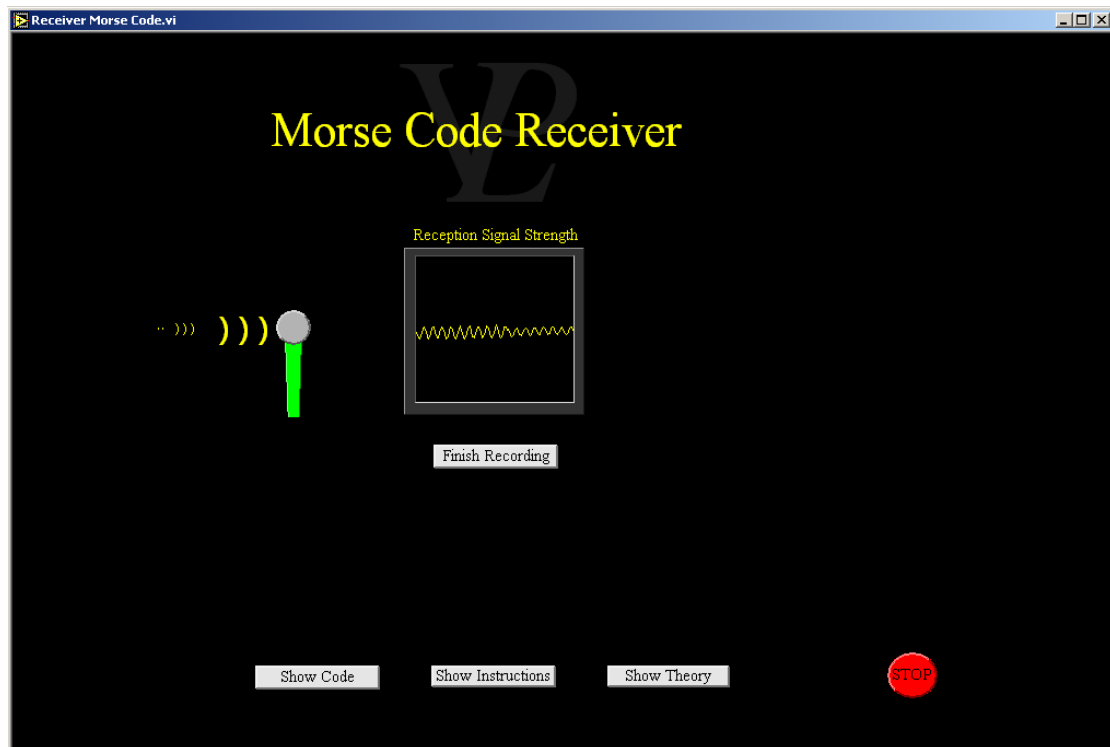 Receiver Morse Code.vi
VPL
Morse Code Receiver
Reception Signal Strength
·· ))) )))
Finish Recording
Show Code
Show Instructions
Show Theory
STOP